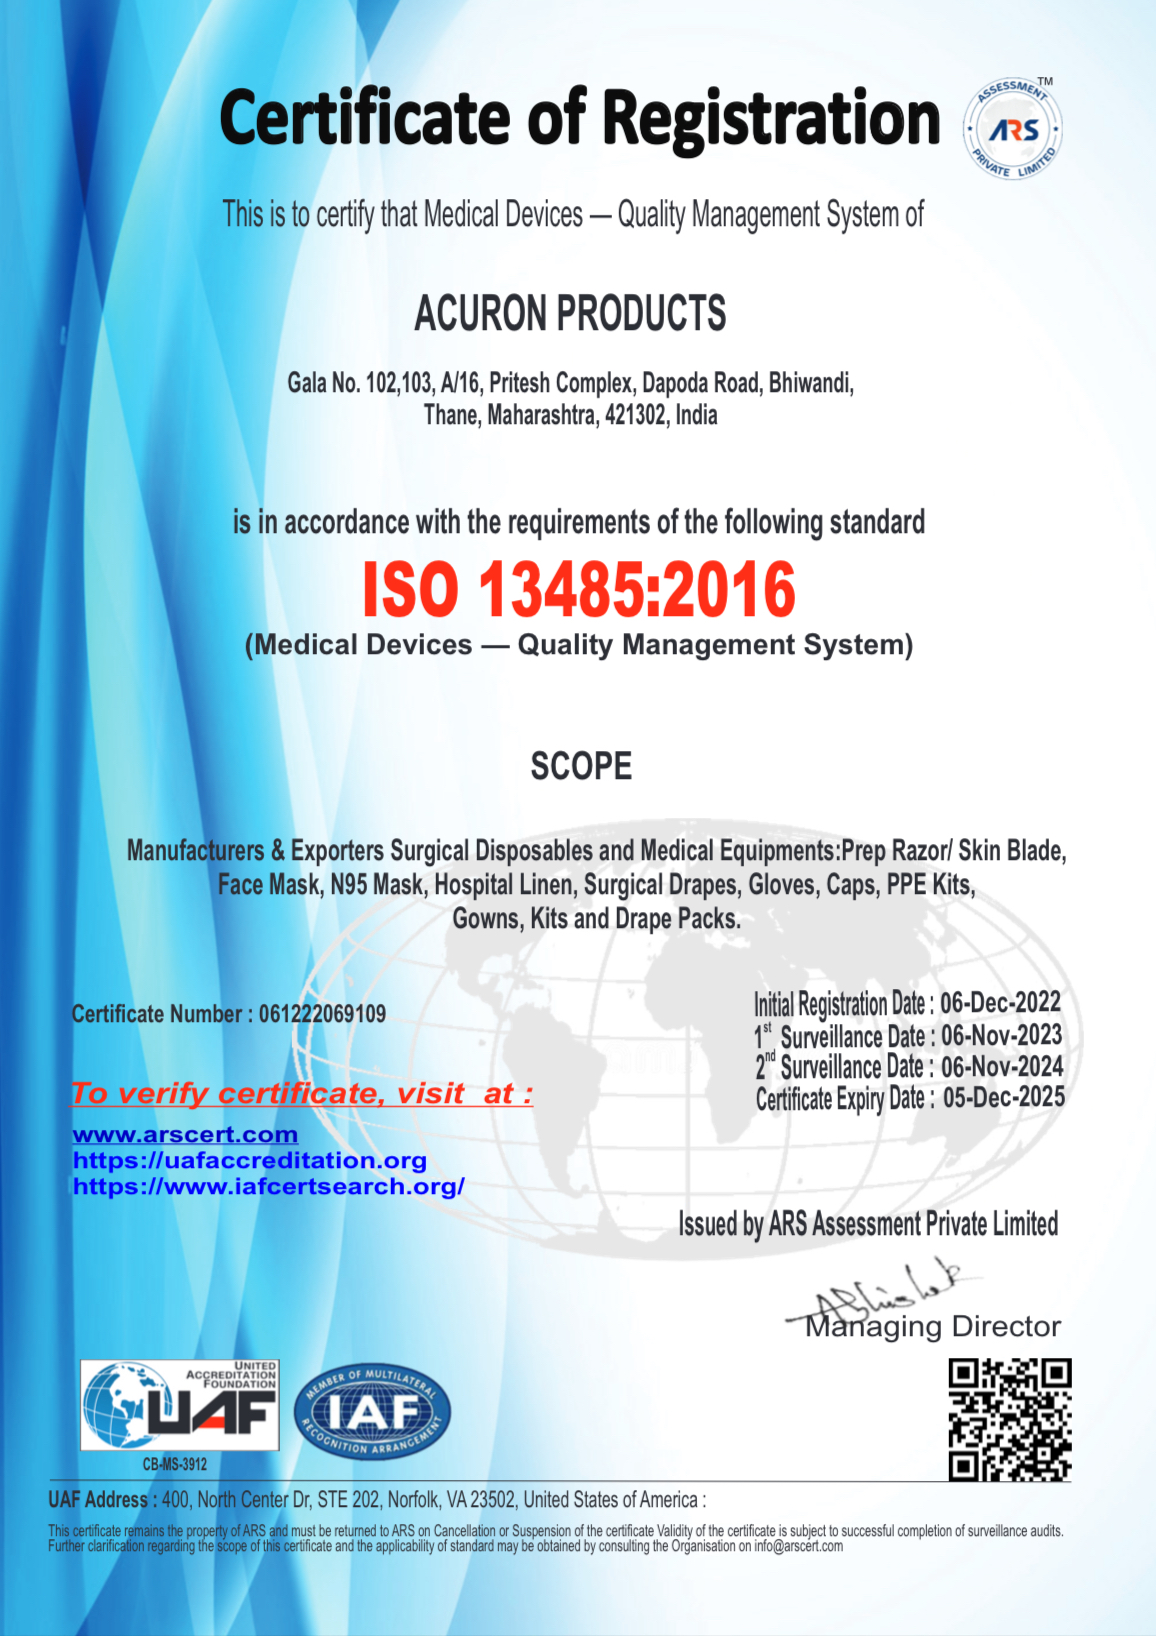 Certificate of Registration
ASSESSMENT
TM
ARS
PRIVATE LIMITED
This is to certify that Medical Devices — Quality Management System of
ACURON PRODUCTS
Gala No. 102,103, A/16, Pritesh Complex, Dapoda Road, Bhiwandi,
Thane, Maharashtra, 421302, India
is in accordance with the requirements of the following standard
ISO 13485:2016
(Medical Devices — Quality Management System)
SCOPE
Manufacturers & Exporters Surgical Disposables and Medical Equipments:Prep Razor/ Skin Blade,
Face Mask, N95 Mask, Hospital Linen, Surgical Drapes, Gloves, Caps, PPE Kits,
Gowns, Kits and Drape Packs.
Certificate Number : 061222069109
Initial Registration Date : 06-Dec-2022
1st Surveillance Date : 06-Nov-2023
2nd Surveillance Date : 06-Nov-2024
Certificate Expiry Date : 05-Dec-2025
To verify certificate, visit at :
www.arscert.com
https://uafaccreditation.org
https://www.iafcertsearch.org/
Issued by ARS Assessment Private Limited
Abhishek
Managing Director
UNITED
ACCREDITATION
FOUNDATION
UAF
CB-MS-3912
MEMBER OF MULTILATERAL
IAF
RECOGNITION ARRANGEMENT
UAF Address : 400, North Center Dr, STE 202, Norfolk, VA 23502, United States of America :
This certificate remains the property of ARS and must be returned to ARS on Cancellation or Suspension of the certificate Validity of the certificate is subject to successful completion of surveillance audits.
Further clarification regarding the scope of this certificate and the applicability of standard may be obtained by consulting the Organisation on info@arscert.com